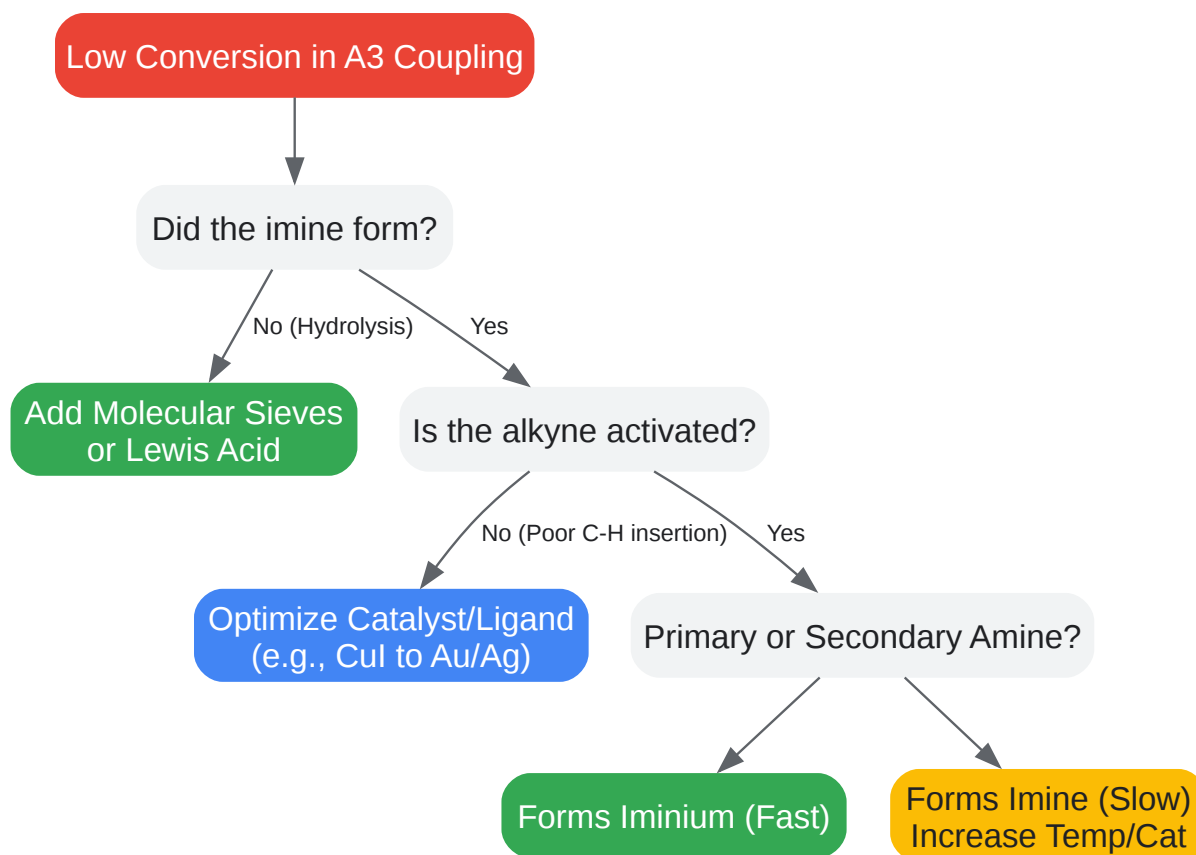 Low Conversion in A3 Coupling
Did the imine form?
No (Hydrolysis)
Yes
Add Molecular Sieves
or Lewis Acid
Is the alkyne activated?
No (Poor C-H insertion)
Yes
Optimize Catalyst/Ligand
(e.g., CuI to Au/Ag)
Primary or Secondary Amine?
Forms Iminium (Fast)
Forms Imine (Slow)
Increase Temp/Cat